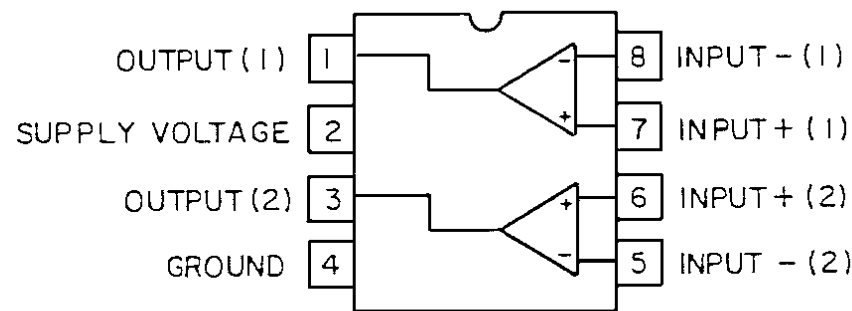 OUTPUT (1) 1 - 8 INPUT - (1)
+ 7 INPUT + (1)
SUPPLY VOLTAGE 2
OUTPUT (2) 3 + 6 INPUT + (2)
GROUND 4 - 5 INPUT - (2)